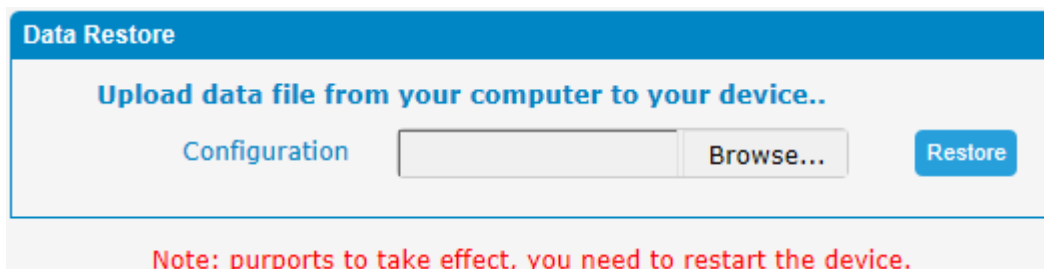 Data Restore
Upload data file from your computer to your device..
Configuration
Browse...
Restore
Note: purports to take effect, you need to restart the device.